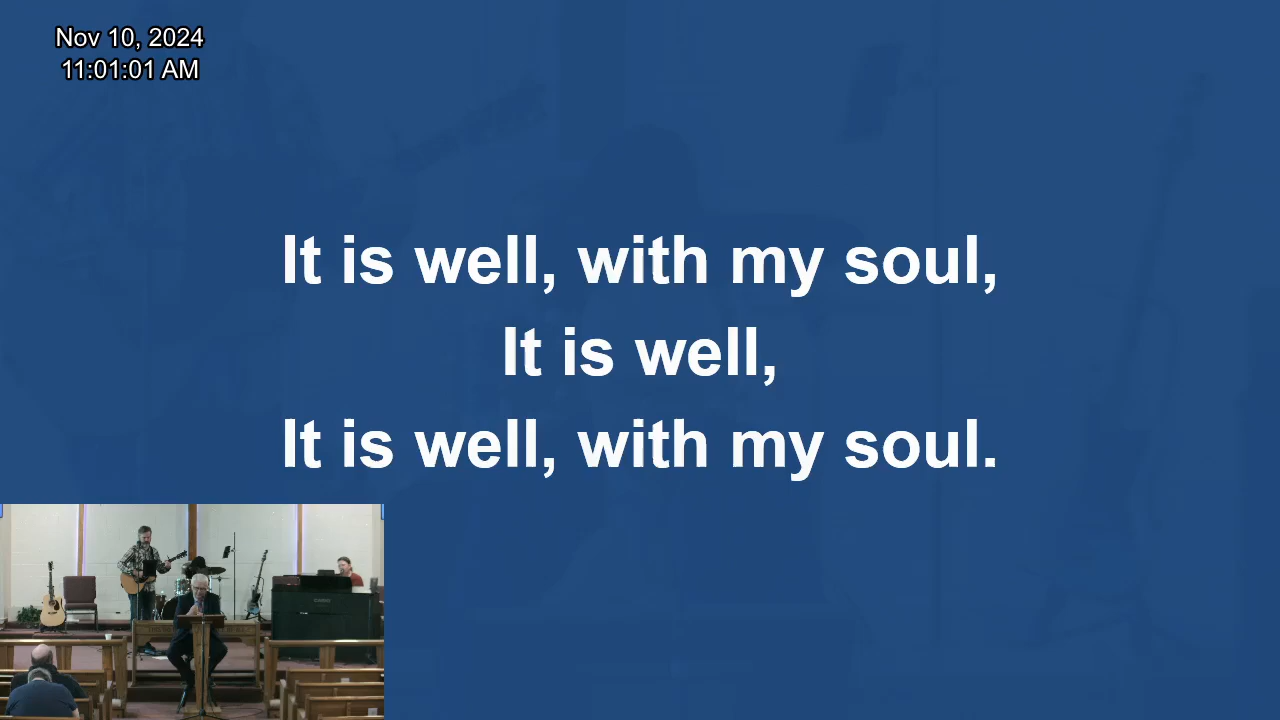 Nov 10, 2024
11:01:01 AM
It is well, with my soul,
It is well,
It is well, with my soul.
CASIO